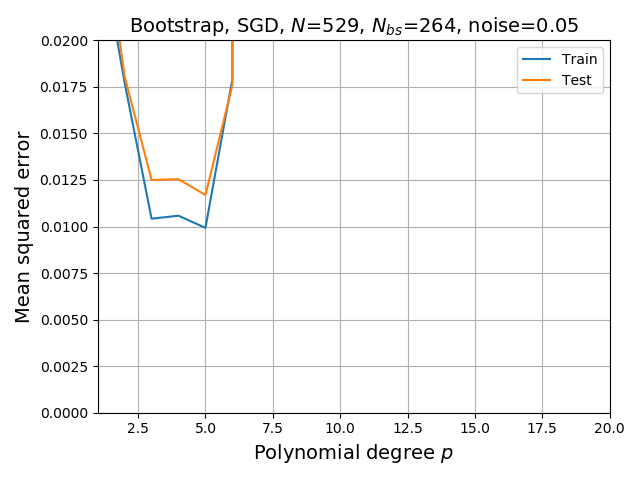 Bootstrap, SGD, N=529, N_bs=264, noise=0.05
Train
Test
Mean squared error
0.0200
0.0175
0.0150
0.0125
0.0100
0.0075
0.0050
0.0025
0.0000
2.5 5.0 7.5 10.0 12.5 15.0 17.5 20.0
Polynomial degree p